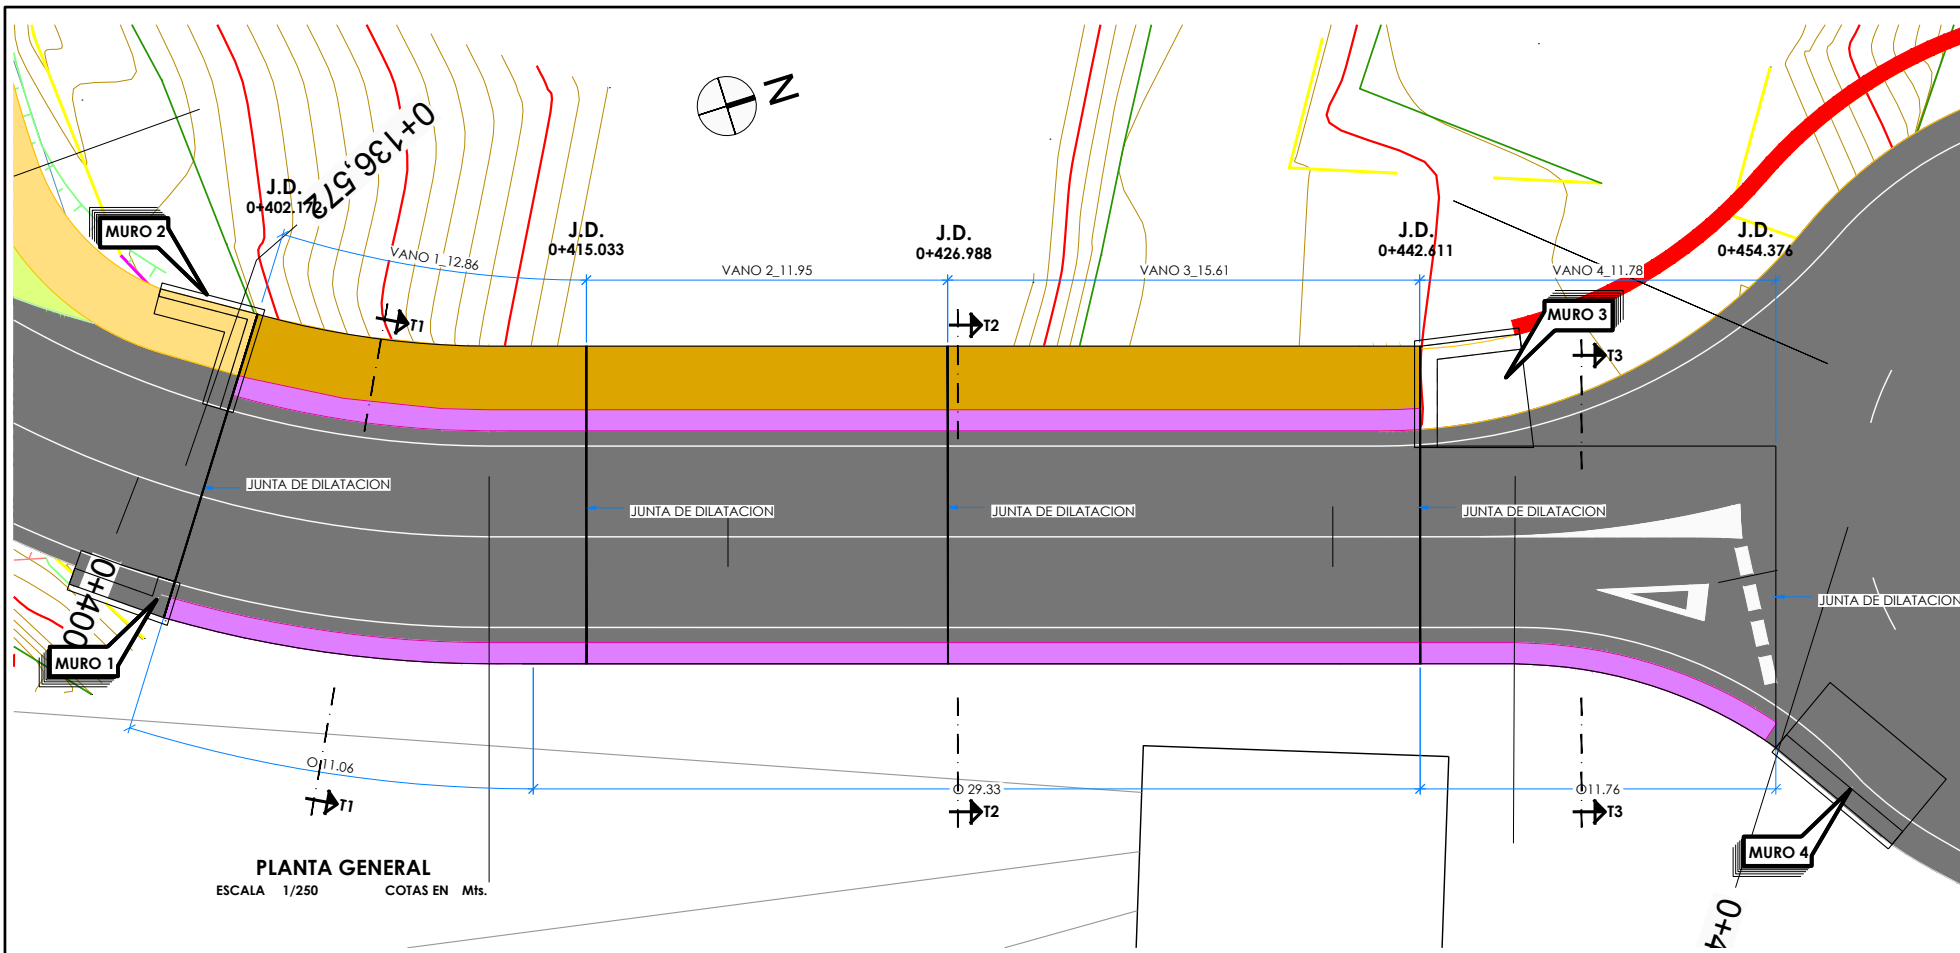 N
0+136,572
J.D.
0+402.172
MURO 2
VANO 1_12.86
J.D.
0+415.033
J.D.
0+426.988
J.D.
0+442.611
J.D.
0+454.376
VANO 2_11.95
VANO 3_15.61
VANO 4_11.78
MURO 3
T1
T2
T3
JUNTA DE DILATACION
JUNTA DE DILATACION
JUNTA DE DILATACION
JUNTA DE DILATACION
JUNTA DE DILATACION
0+400
MURO 1
11.06
29.33
11.76
T1
T2
T3
MURO 4
0+4
PLANTA GENERAL
ESCALA 1/250 COTAS EN Mts.